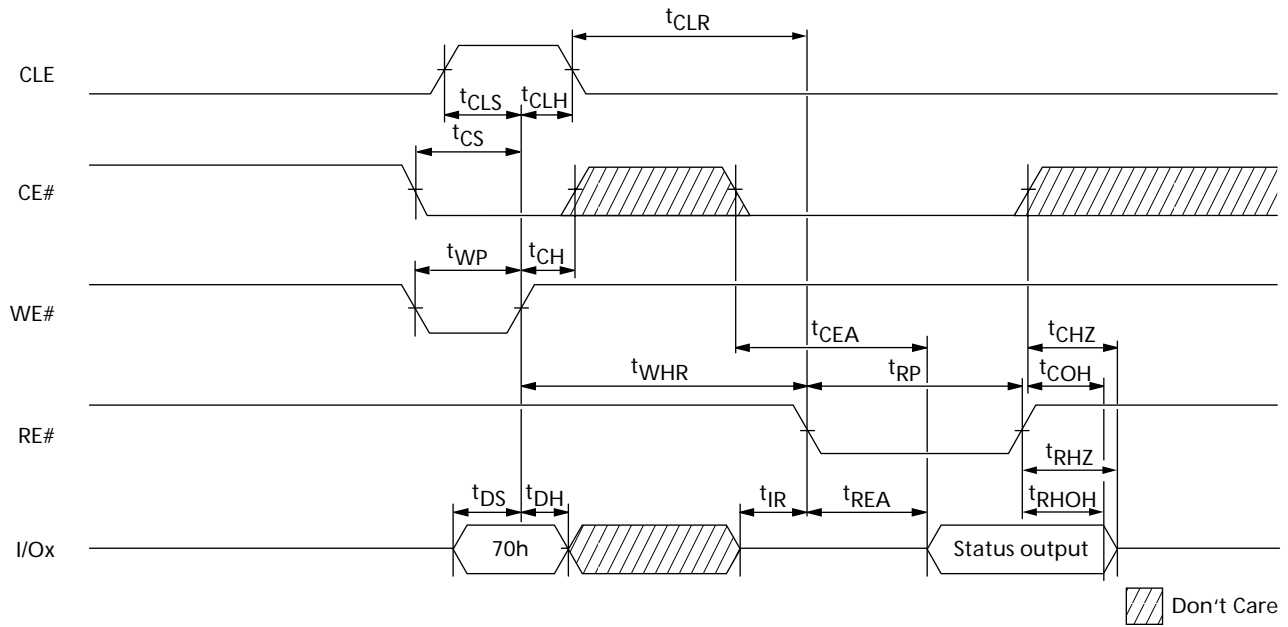 tCLR
CLE
tCLS tCLH
tCS
CE#
tWP tCH
WE#
tCEA tCHZ
tWHR tRP tCOH
RE#
tRHZ
tDS tDH tIR tREA tRHOH
I/Ox 70h Status output
Don't Care